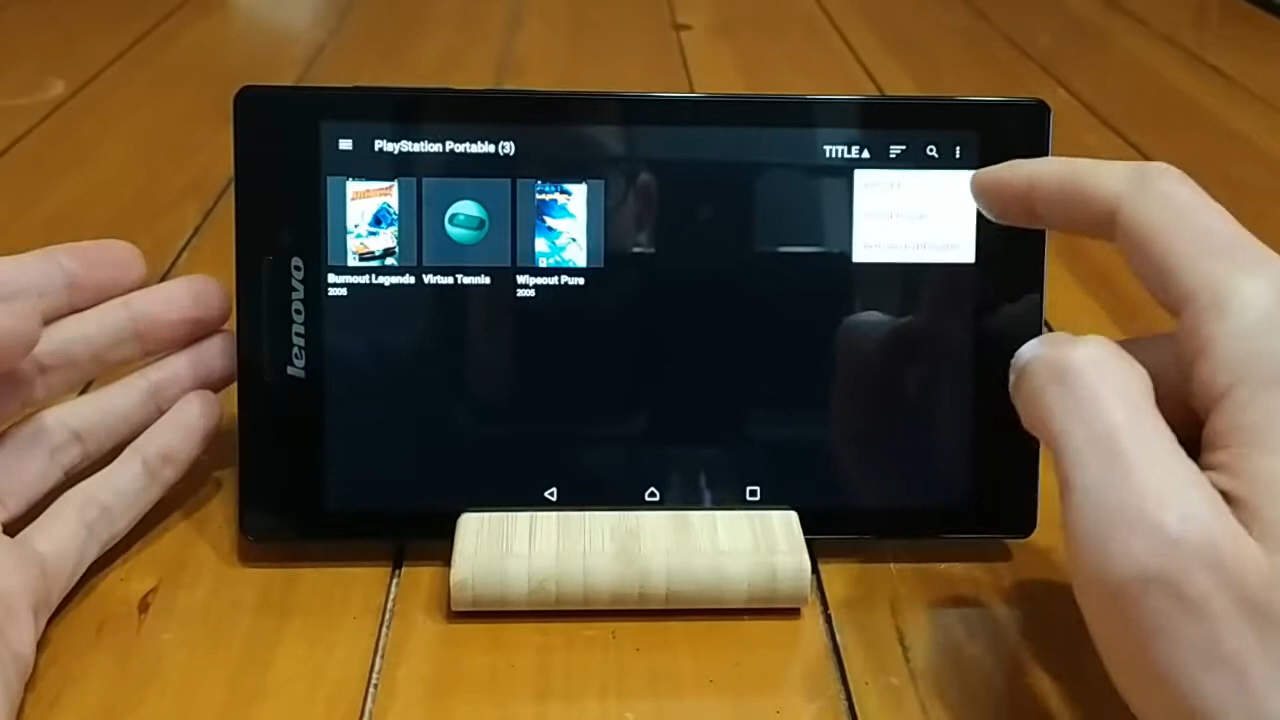 PlayStation Portable (3)
TITLE▲
Burnout Legends
2005
Virtua Tennis
Wipeout Pure
2005
lenovo